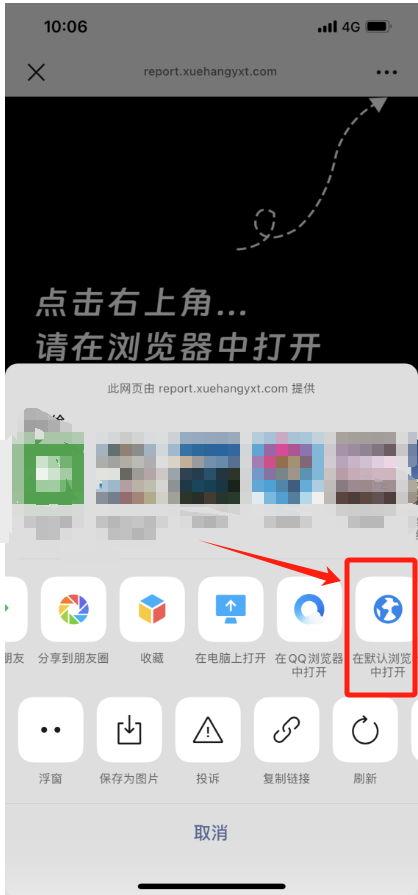 10:06
4G
report.xuehangyxt.com
点击右上角...
请在浏览器中打开
此网页由 report.xuehangyxt.com 提供
朋友
分享到朋友圈
收藏
在电脑上打开
在QQ浏览器
中打开
在默认浏览
中打开
浮窗
保存为图片
投诉
复制链接
刷新
取消